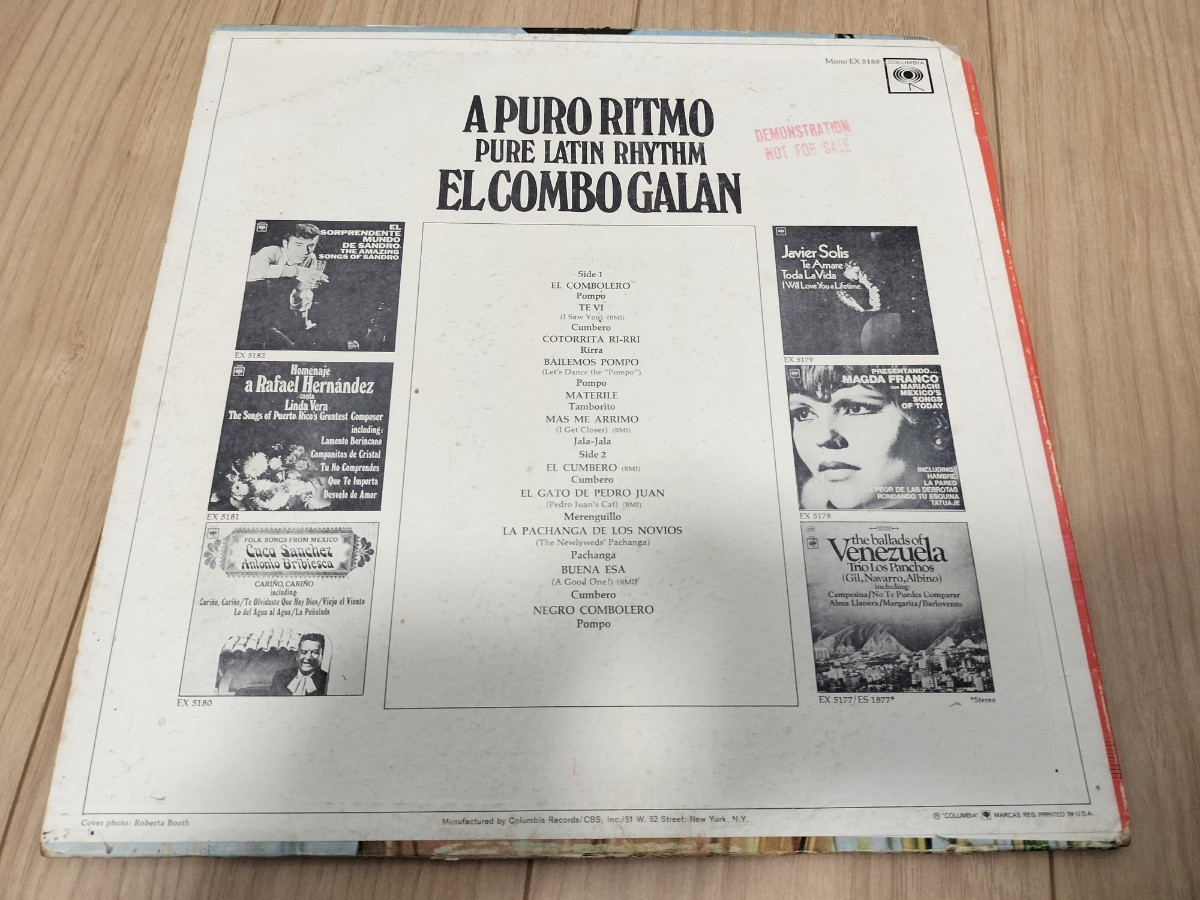 Mono EX 5188
COLUMBIA
A PURO RITMO
PURE LATIN RHYTHM
EL COMBO GALAN
DEMONSTRATION
NOT FOR SALE
EL
SORPRENDENTE
MUNDO
DE SANDRO
THE AMAZING
SONGS OF SANDRO
EX 5182
Homenaje
a Rafael Hernández
canta
Linda Vera
The Songs of Puerto Rico's Greatest Composer
including:
Lamento Borincano
Campanitas de Cristal
Tu No Comprendes
Que Te Importa
Desvelo de Amor
EX 5181
FOLK SONGS FROM MEXICO
Cuco Sanchez
Antonio Bribiesca
CARIÑO, CARIÑO
including:
Cariño, Cariño/Te Olvidaste Que Hay Dios/Viejo el Viento
Lo del Agua al Agua/La Puñalada
EX 5180
Side 1
EL COMBOLERO
Pompo
TE VI
(I Saw You) (BMI)
Cumbero
COTORRITA RI-RRI
Rirra
BAILEMOS POMPO
(Let's Dance the "Pompo")
Pompo
MATERILE
Tamborito
MAS ME ARRIMO
(I Get Closer) (BMI)
Jala-Jala
Side 2
EL CUMBERO (BMI)
Cumbero
EL GATO DE PEDRO JUAN
(Pedro Juan's Cat) (BMI)
Merenguillo
LA PACHANGA DE LOS NOVIOS
(The Newlyweds' Pachanga)
Pachanga
BUENA ESA
(A Good One!) (BMI)
Cumbero
NEGRO COMBOLERO
Pompo
Javier Solis
Te Amare
Toda La Vida
I Will Love You a Lifetime
EX 5179
PRESENTANDO...
MAGDA FRANCO
CON MARIACHI
MEXICO'S
SONGS
OF TODAY
INCLUDING:
HAMBRE
LA PARED
LA PEOR DE LAS DERROTAS
RONDANDO TU ESQUINA
TATUAJE
EX 5178
the ballads of
Venezuela
Trio Los Panchos
(Gil, Navarro, Albino)
including:
Campesina/No Te Puedes Comparar
Alma Llanera/Margarita/Barlovento
EX 5177/ES 1877*
*Stereo
9
Cover photo: Roberta Booth
Manufactured by Columbia Records/CBS, Inc./51 W. 52 Street, New York, N.Y.
℗ "COLUMBIA", MARCAS REG. PRINTED IN U.S.A.